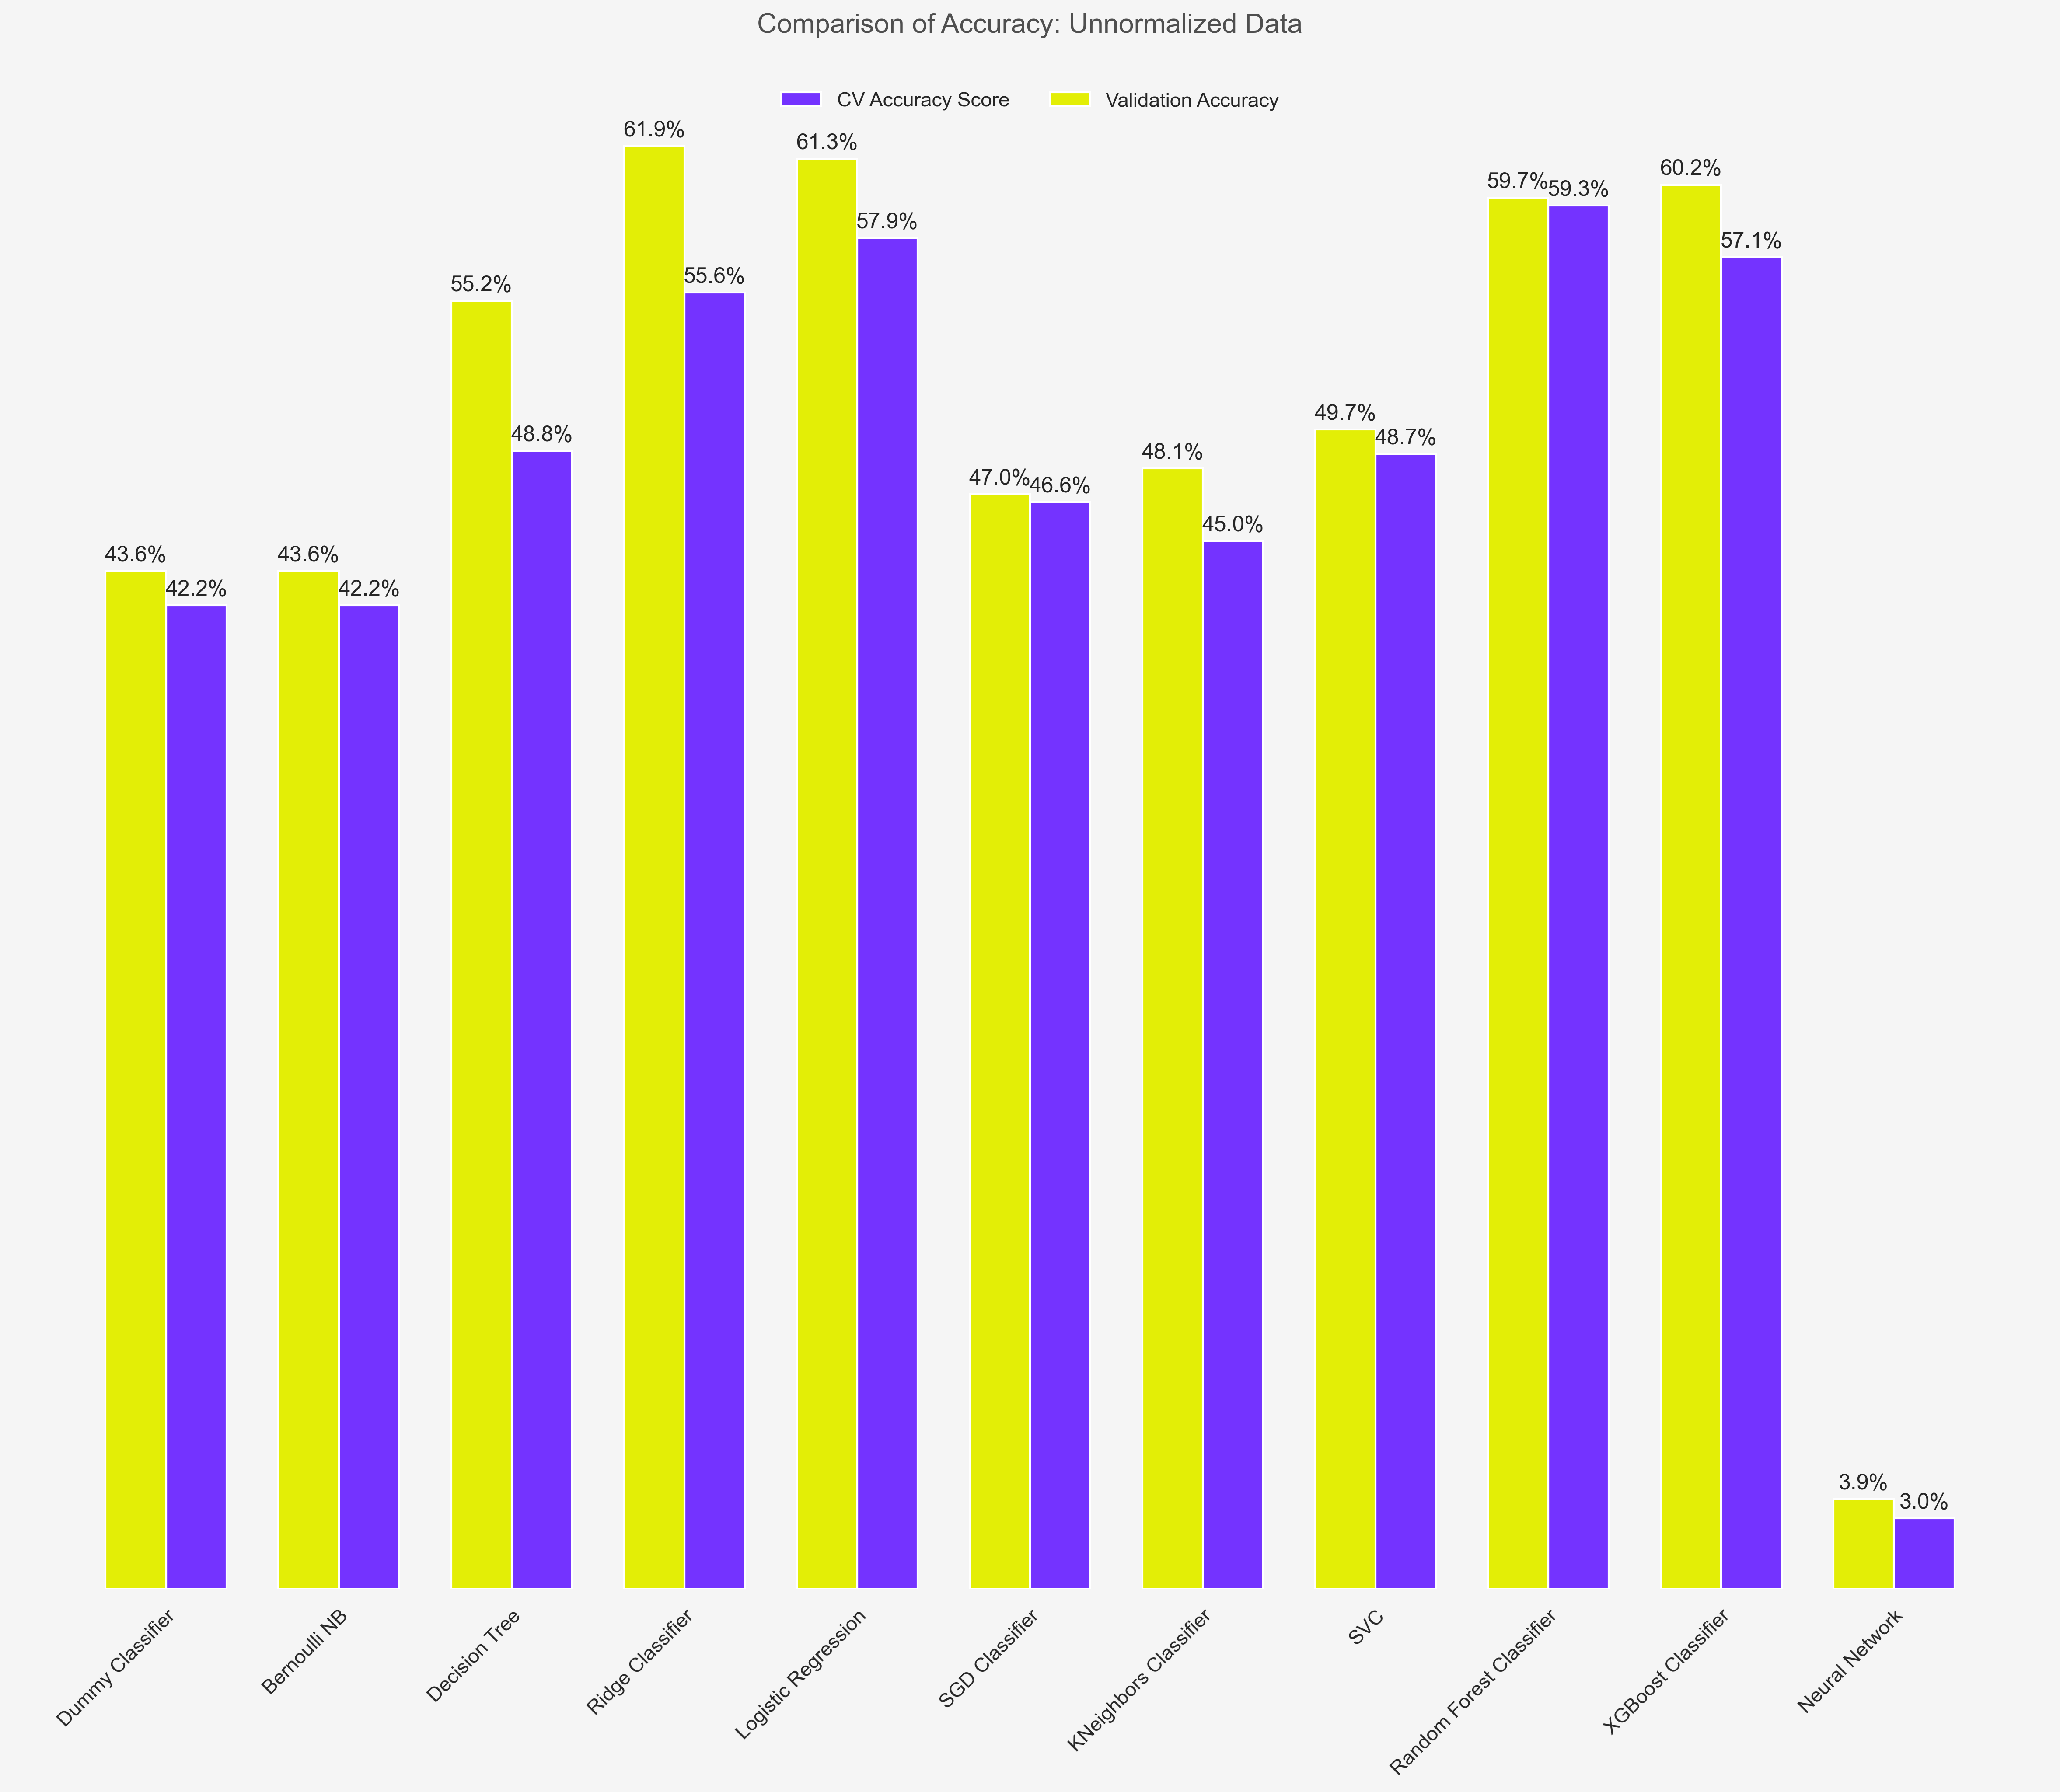 Comparison of Accuracy: Unnormalized Data
CV Accuracy Score
Validation Accuracy
43.6%
42.2%
43.6%
42.2%
55.2%
48.8%
61.9%
55.6%
61.3%
57.9%
47.0%
46.6%
48.1%
45.0%
49.7%
48.7%
59.7%
59.3%
60.2%
57.1%
3.9%
3.0%
Dummy Classifier
Bernoulli NB
Decision Tree
Ridge Classifier
Logistic Regression
SGD Classifier
KNeighbors Classifier
SVC
Random Forest Classifier
XGBoost Classifier
Neural Network